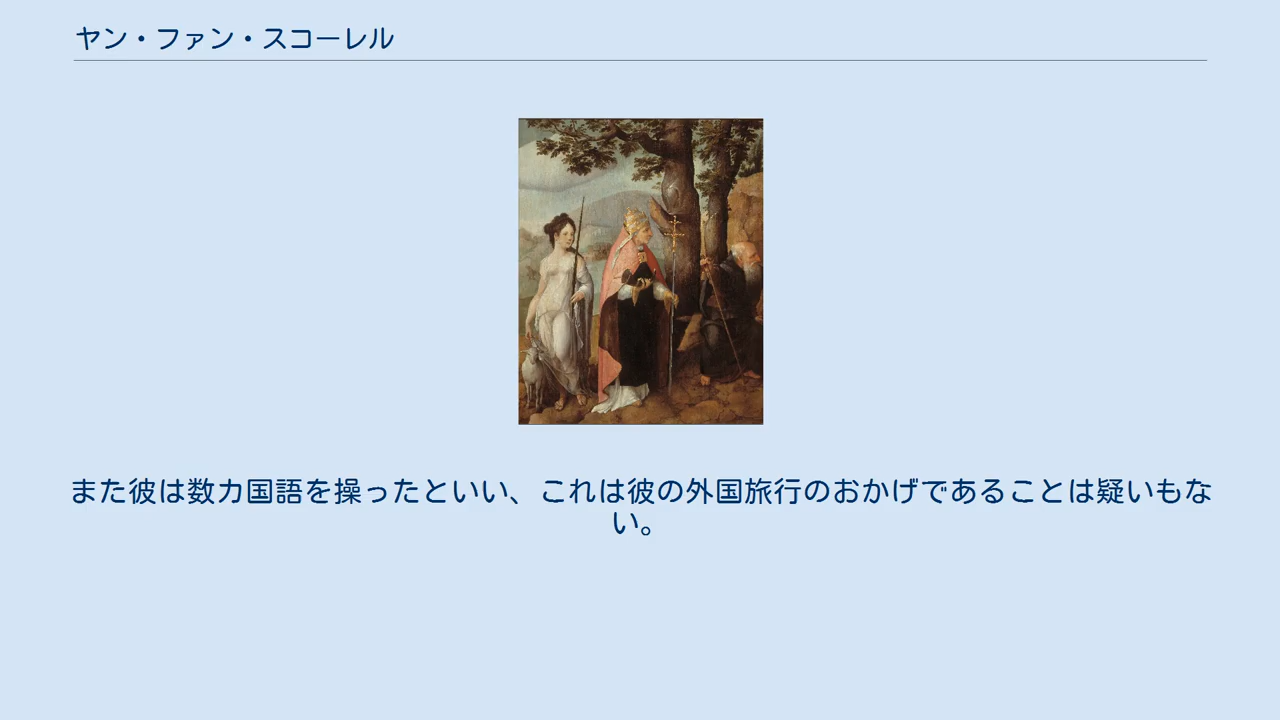 ヤン・ファン・スコーレル
また彼は数カ国語を操ったといい、これは彼の外国旅行のおかげであることは疑いもな
い。